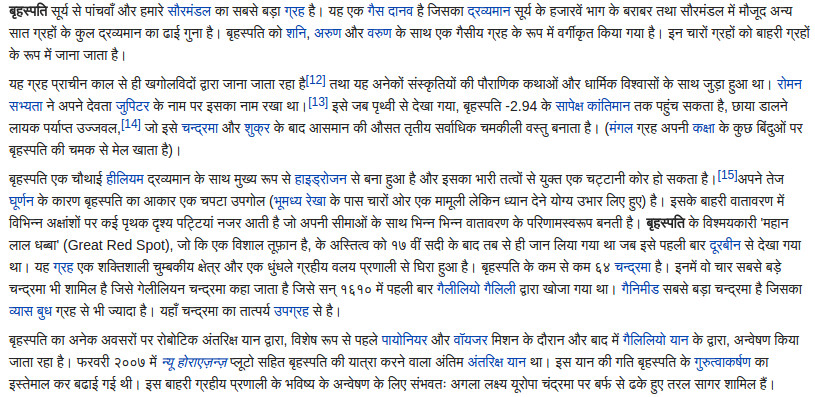 बृहस्पति सूर्य से पांचवाँ और हमारे सौरमंडल का सबसे बड़ा ग्रह है। यह एक गैस दानव है जिसका द्रव्यमान सूर्य के हजारवें भाग के बराबर तथा सौरमंडल में मौजूद अन्य
सात ग्रहों के कुल द्रव्यमान का ढाई गुना है। बृहस्पति को शनि, अरुण और वरुण के साथ एक गैसीय ग्रह के रूप में वर्गीकृत किया गया है। इन चारों ग्रहों को बाहरी ग्रहों
के रूप में जाना जाता है।
यह ग्रह प्राचीन काल से ही खगोलविदों द्वारा जाना जाता रहा है[12] तथा यह अनेकों संस्कृतियों की पौराणिक कथाओं और धार्मिक विश्वासों के साथ जुड़ा हुआ था। रोमन
सभ्यता ने अपने देवता जुपिटर के नाम पर इसका नाम रखा था।[13] इसे जब पृथ्वी से देखा गया, बृहस्पति -2.94 के सापेक्ष कांतिमान तक पहुंच सकता है, छाया डालने
लायक पर्याप्त उज्जवल,[14] जो इसे चन्द्रमा और शुक्र के बाद आसमान की औसत तृतीय सर्वाधिक चमकीली वस्तु बनाता है। (मंगल ग्रह अपनी कक्षा के कुछ बिंदुओं पर
बृहस्पति की चमक से मेल खाता है)।
बृहस्पति एक चौथाई हीलियम द्रव्यमान के साथ मुख्य रूप से हाइड्रोजन से बना हुआ है और इसका भारी तत्वों से युक्त एक चट्टानी कोर हो सकता है।[15]अपने तेज
घूर्णन के कारण बृहस्पति का आकार एक चपटा उपगोल (भूमध्य रेखा के पास चारों ओर एक मामूली लेकिन ध्यान देने योग्य उभार लिए हुए) है। इसके बाहरी वातावरण में
विभिन्न अक्षांशों पर कई पृथक दृश्य पट्टियां नजर आती है जो अपनी सीमाओं के साथ भिन्न भिन्न वातावरण के परिणामस्वरूप बनती है। बृहस्पति के विश्मयकारी 'महान
लाल धब्बा' (Great Red Spot), जो कि एक विशाल तूफ़ान है, के अस्तित्व को १७ वीं सदी के बाद तब से ही जान लिया गया था जब इसे पहली बार दूरबीन से देखा गया
था। यह ग्रह एक शक्तिशाली चुम्बकीय क्षेत्र और एक धुंधले ग्रहीय वलय प्रणाली से घिरा हुआ है। बृहस्पति के कम से कम ६४ चन्द्रमा है। इनमें वो चार सबसे बड़े
चन्द्रमा भी शामिल है जिसे गेलीलियन चन्द्रमा कहा जाता है जिसे सन् १६१० में पहली बार गैलीलियो गैलिली द्वारा खोजा गया था। गैनिमीड सबसे बड़ा चन्द्रमा है जिसका
व्यास बुध ग्रह से भी ज्यादा है। यहाँ चन्द्रमा का तात्पर्य उपग्रह से है।
बृहस्पति का अनेक अवसरों पर रोबोटिक अंतरिक्ष यान द्वारा, विशेष रूप से पहले पायोनियर और वॉयजर मिशन के दौरान और बाद में गैलिलियो यान के द्वारा, अन्वेषण किया
जाता रहा है। फरवरी २००७ में न्यू होराएज़न्ज़ प्लूटो सहित बृहस्पति की यात्रा करने वाला अंतिम अंतरिक्ष यान था। इस यान की गति बृहस्पति के गुरुत्वाकर्षण का
इस्तेमाल कर बढाई गई थी। इस बाहरी ग्रहीय प्रणाली के भविष्य के अन्वेषण के लिए संभवतः अगला लक्ष्य यूरोपा चंद्रमा पर बर्फ से ढके हुए तरल सागर शामिल हैं।